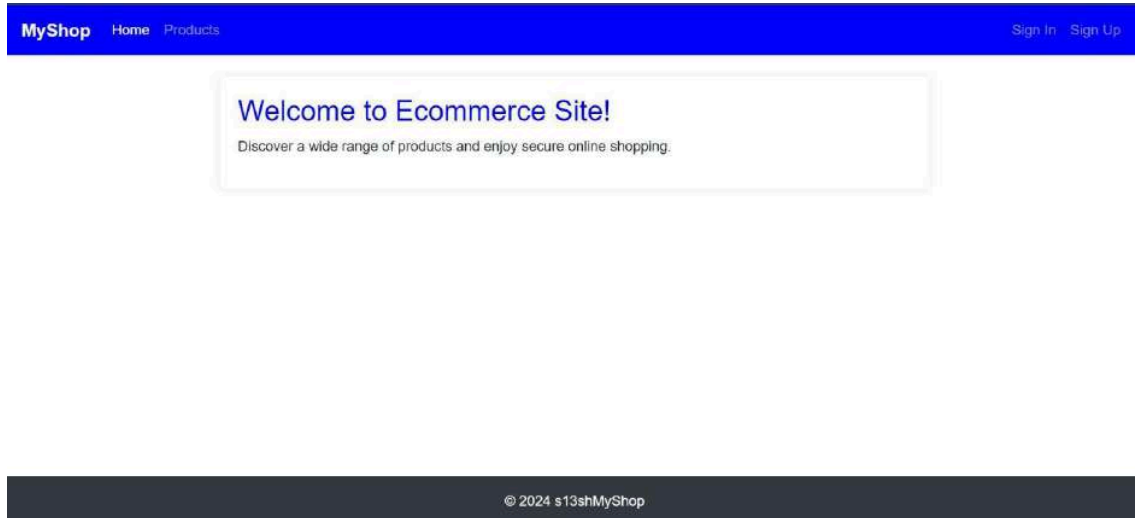 MyShop Home Products Sign In Sign Up
Welcome to Ecommerce Site!
Discover a wide range of products and enjoy secure online shopping.
© 2024 s13shMyShop